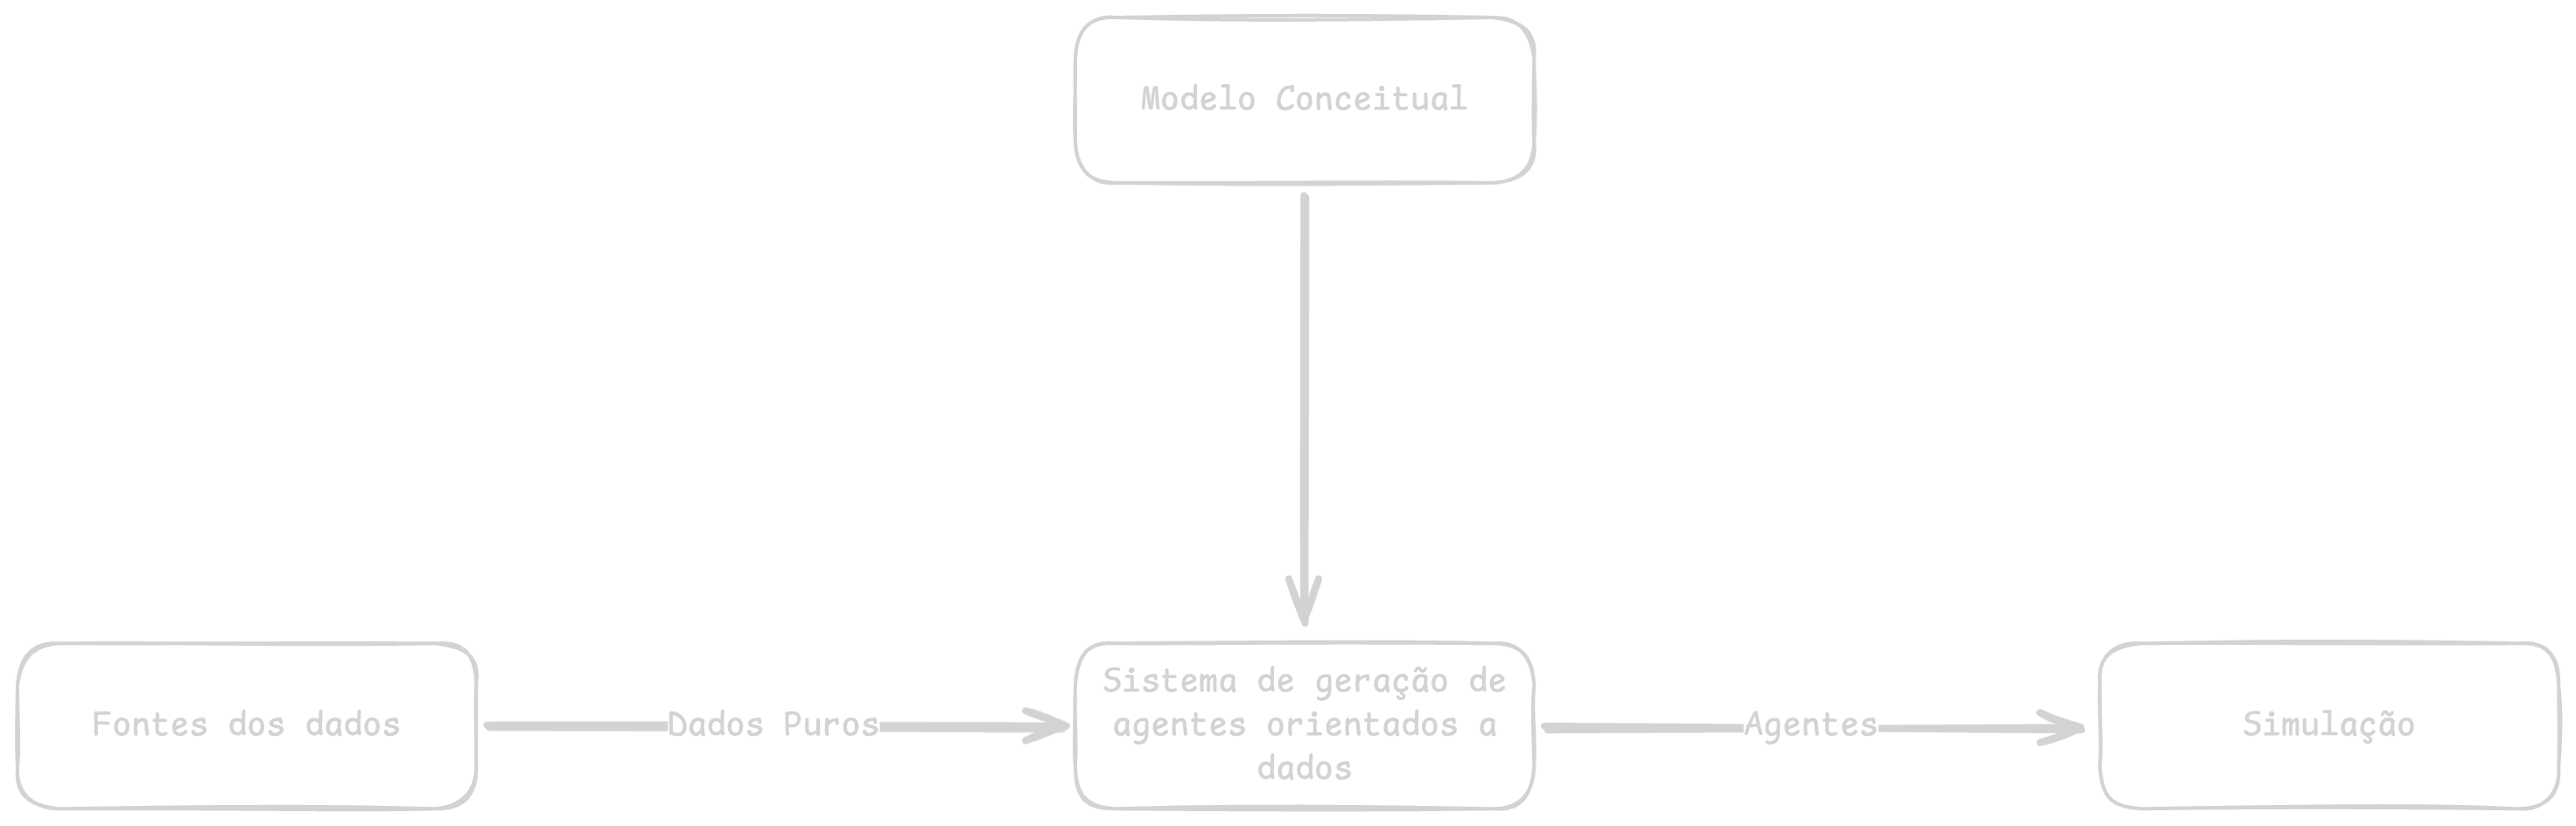 Modelo Conceitual
Fontes dos dados
Dados Puros
Sistema de geração de
agentes orientados a
dados
Agentes
Simulação